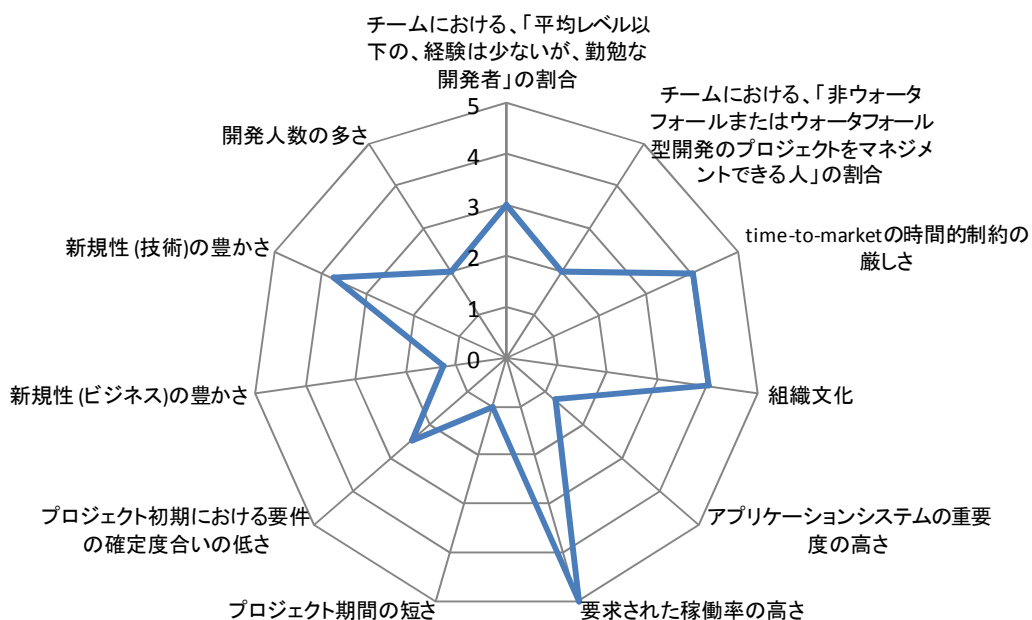 チームにおける、「平均レベル以
下の、経験は少ないが、勤勉な
開発者」の割合
チームにおける、「非ウォータ
フォールまたはウォータフォール
型開発のプロジェクトをマネジメ
ントできる人」の割合
time-to-marketの時間的制約の
厳しさ
組織文化
アプリケーションシステムの重要
度の高さ
要求された稼働率の高さ
プロジェクト期間の短さ
プロジェクト初期における要件
の確定度合いの低さ
新規性(ビジネス)の豊かさ
新規性(技術)の豊かさ
開発人数の多さ
5
4
3
2
1
0